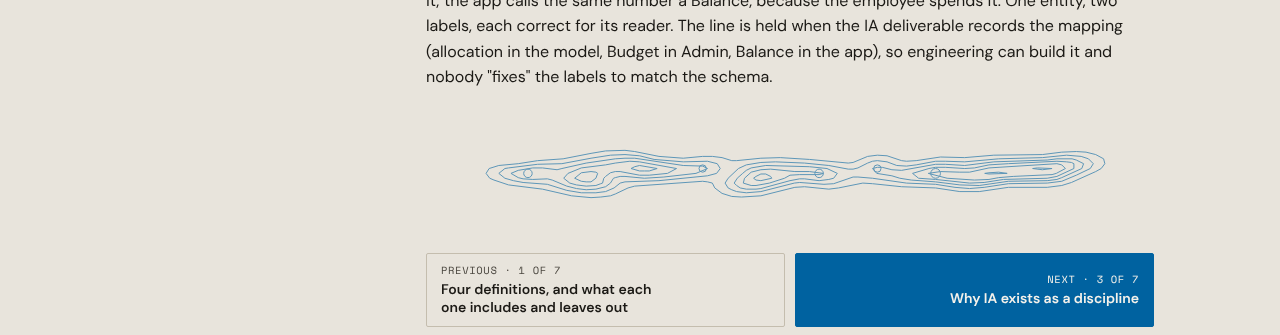 it, the app calls the same number a Balance, because the employee spends it. One entity, two
labels, each correct for its reader. The line is held when the IA deliverable records the mapping
(allocation in the model, Budget in Admin, Balance in the app), so engineering can build it and
nobody "fixes" the labels to match the schema.
PREVIOUS · 1 OF 7
Four definitions, and what each
one includes and leaves out
NEXT · 3 OF 7
Why IA exists as a discipline